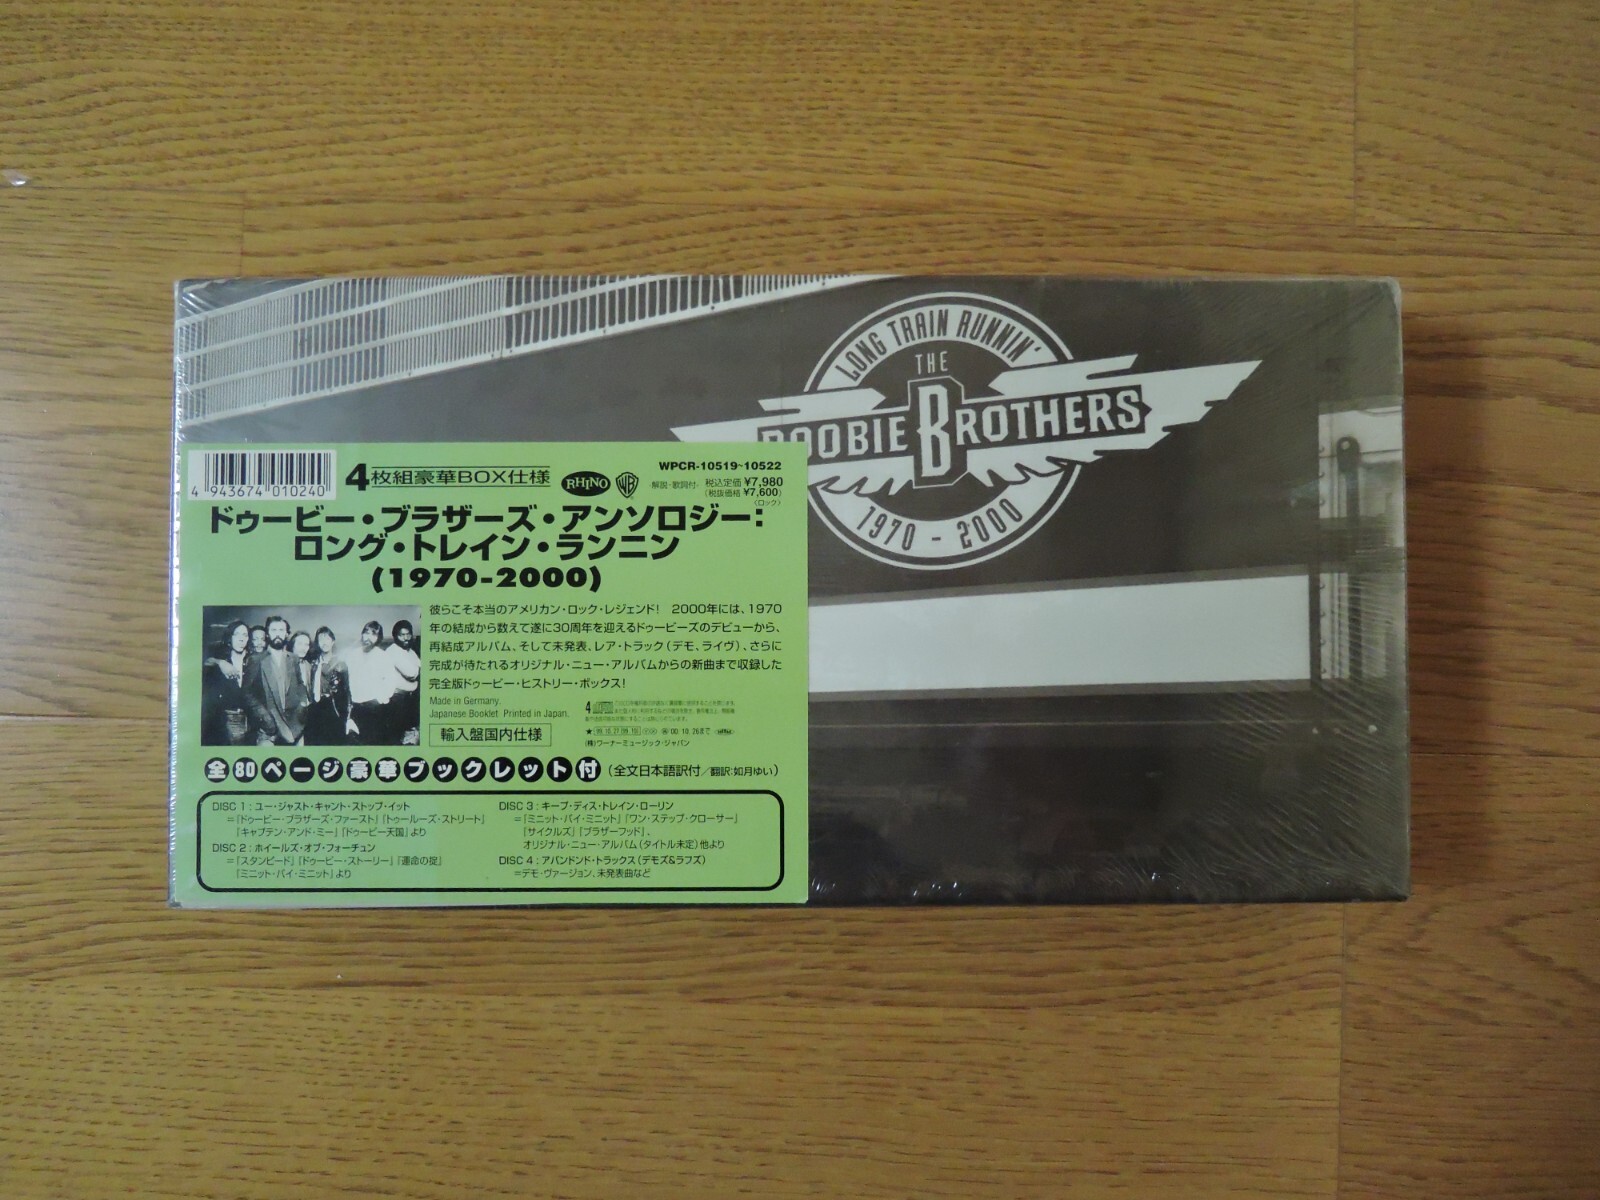 LONG TRAIN RUNNIN'
THE
DOOBIE BROTHERS
1970 - 2000
4 943674 010240
4枚組豪華BOX仕様
RHINO
WPCR-10519~10522
・解説・歌詞付・ 税込定価 ¥7,980
(税抜価格 ¥7,600)
〈ロック〉
ドゥービー・ブラザーズ・アンソロジー:
ロング・トレイン・ランニン
(1970-2000)
彼らこそ本当のアメリカン・ロック・レジェンド! 2000年には、1970
年の結成から数えて遂に30周年を迎えるドゥービーズのデビューから、
再結成アルバム、そして未発表、レア・トラック(デモ、ライヴ)、さらに
完成が待たれるオリジナル・ニュー・アルバムからの新曲まで収録した
完全版ドゥービー・ヒストリー・ボックス!
Made in Germany.
Japanese Booklet Printed in Japan.
輸入盤国内仕様
(株)ワーナーミュージック・ジャパン
全80ページ豪華ブックレット付(全文日本語訳付/翻訳:如月ゆい)
DISC 1:ユー・ジャスト・キャント・ストップ・イット
=「ドゥービー・ブラザーズ・ファースト」「トゥールーズ・ストリート」
「キャプテン・アンド・ミー」「ドゥービー天国」より
DISC 2:ホイールズ・オブ・フォーチュン
=「スタンピード」「ドゥービー・ストーリー」「運命の掟」
「ミニット・バイ・ミニット」より
DISC 3:キープ・ディス・トレイン・ローリン
=「ミニット・バイ・ミニット」「ワン・ステップ・クローサー」
「サイクルズ」「ブラザーフッド」、
オリジナル・ニュー・アルバム(タイトル未定)他より
DISC 4:アバンドンド・トラックス(デモズ&ラフズ)
=デモ・ヴァージョン、未発表曲など